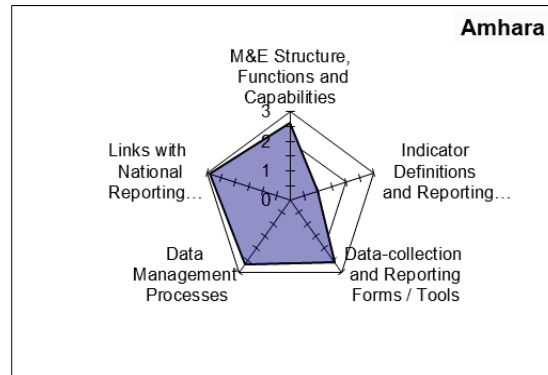 Amhara
M&E Structure,
Functions and
Capabilities
3
2
1
0
Indicator
Definitions
and Reporting...
Data-collection
and Reporting
Forms / Tools
Data
Management
Processes
Links with
National
Reporting...